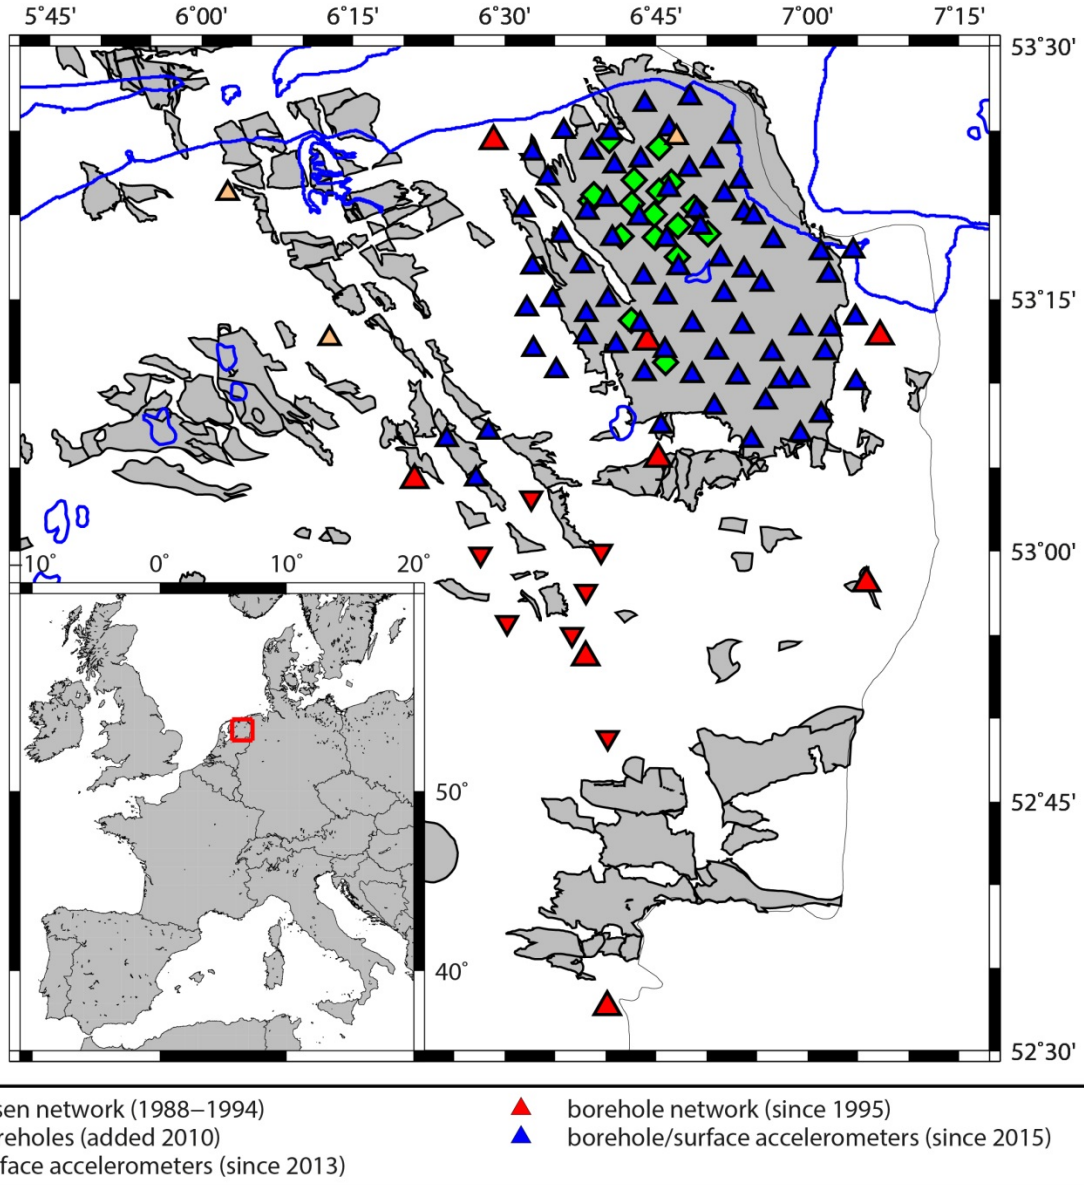 5°45' 6°00' 6°15' 6°30' 6°45' 7°00' 7°15'
53°30'
53°15'
53°00'
52°45'
52°30'
10° 0° 10° 20°
50°
40°
sen network (1988–1994)
reholes (added 2010)
face accelerometers (since 2013)
borehole network (since 1995)
borehole/surface accelerometers (since 2015)